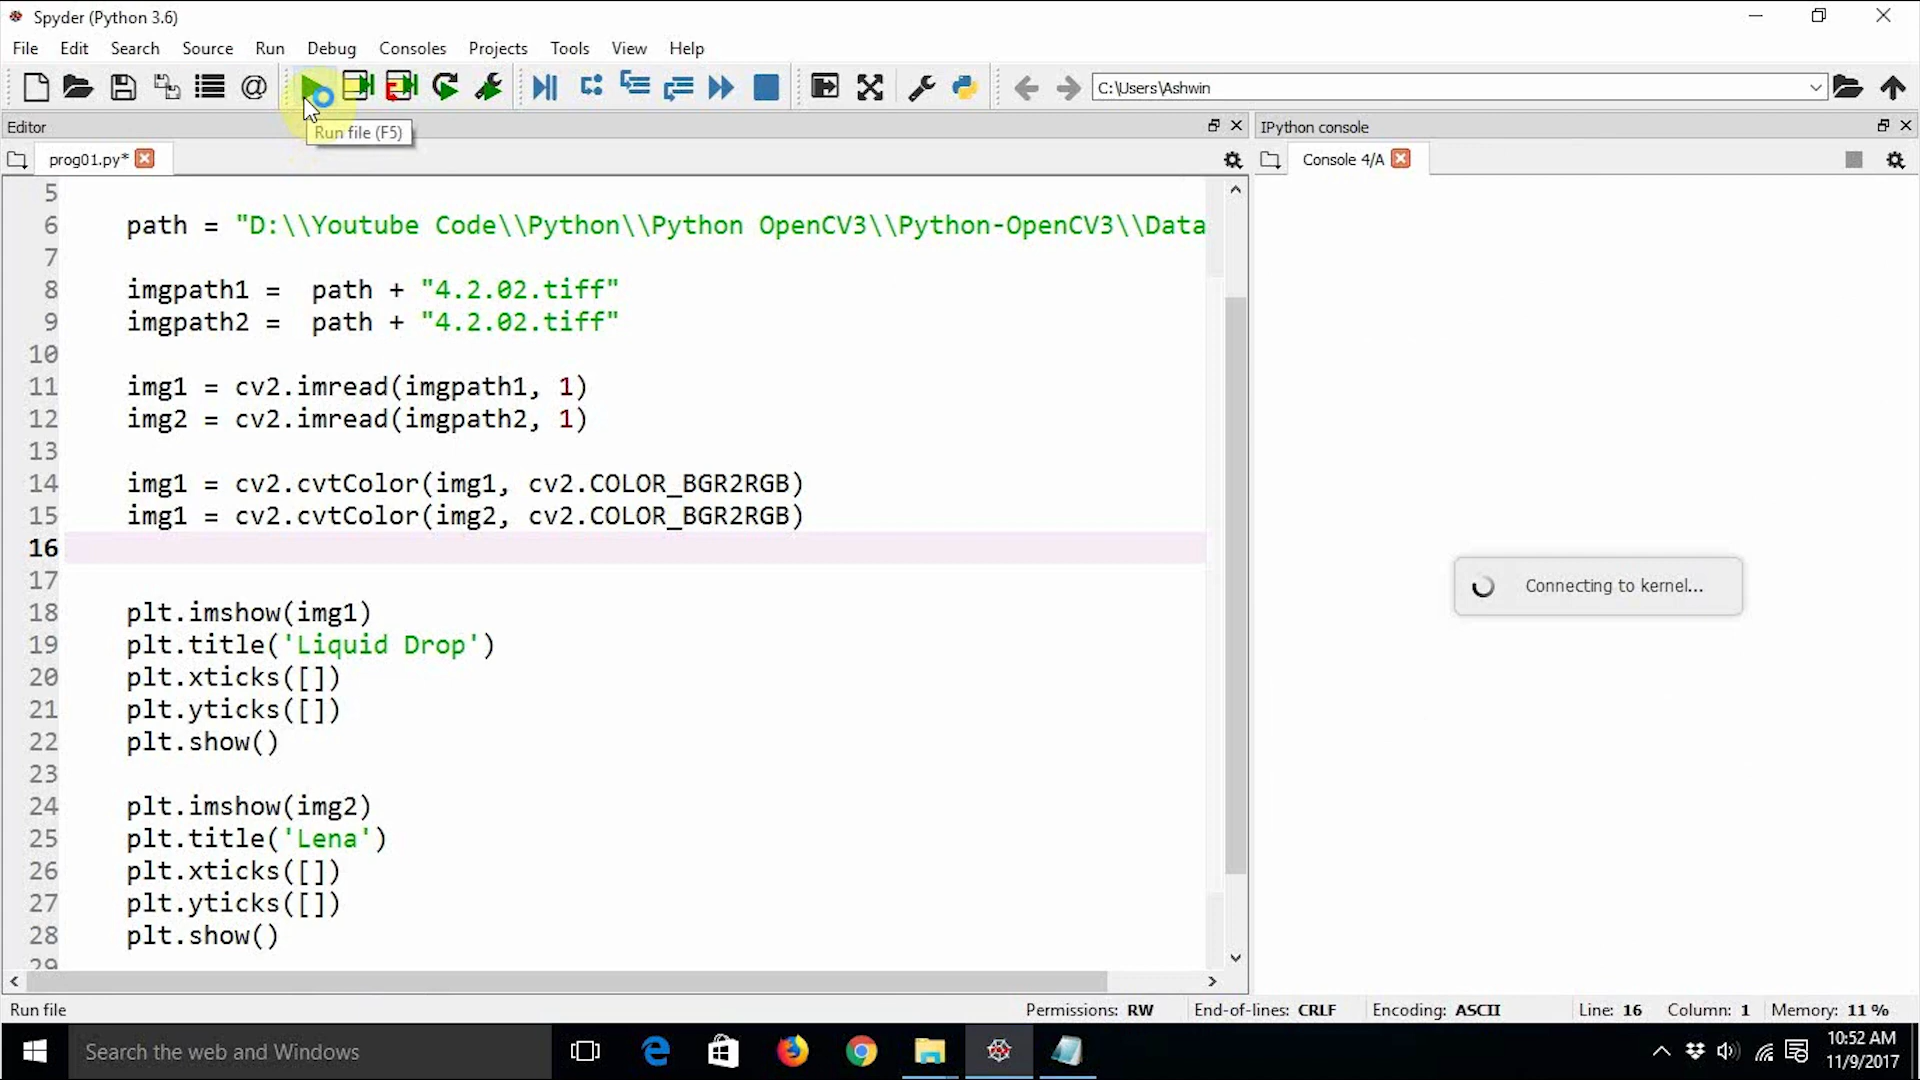 Spyder (Python 3.6)
File Edit Search Source Run Debug Consoles Projects Tools View Help
C:\Users\Ashwin
Run file (F5)
Editor
IPython console
prog01.py*
Console 4/A
5
6 path = "D:\\Youtube Code\\Python\\Python OpenCV3\\Python-OpenCV3\\Data
7
8 imgpath1 =  path + "4.2.02.tiff"
9 imgpath2 =  path + "4.2.02.tiff"
10
11 img1 = cv2.imread(imgpath1, 1)
12 img2 = cv2.imread(imgpath2, 1)
13
14 img1 = cv2.cvtColor(img1, cv2.COLOR_BGR2RGB)
15 img1 = cv2.cvtColor(img2, cv2.COLOR_BGR2RGB)
16
17
18 plt.imshow(img1)
19 plt.title('Liquid Drop')
20 plt.xticks([])
21 plt.yticks([])
22 plt.show()
23
24 plt.imshow(img2)
25 plt.title('Lena')
26 plt.xticks([])
27 plt.yticks([])
28 plt.show()
29
Connecting to kernel...
Run file
Permissions: RW End-of-lines: CRLF Encoding: ASCII Line: 16 Column: 1 Memory: 11 %
Search the web and Windows
10:52 AM
11/9/2017